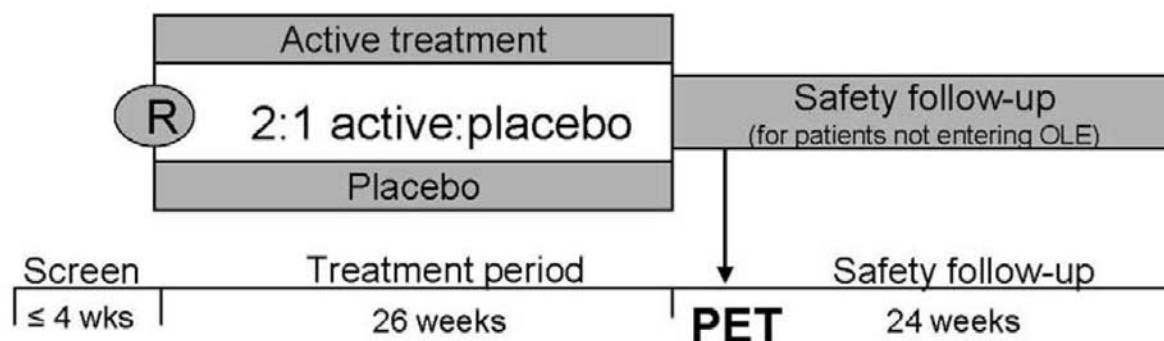 Active treatment
R
2:1 active:placebo
Placebo
Safety follow-up
(for patients not entering OLE)
Screen
Treatment period
Safety follow-up
≤ 4 wks
26 weeks
PET
24 weeks